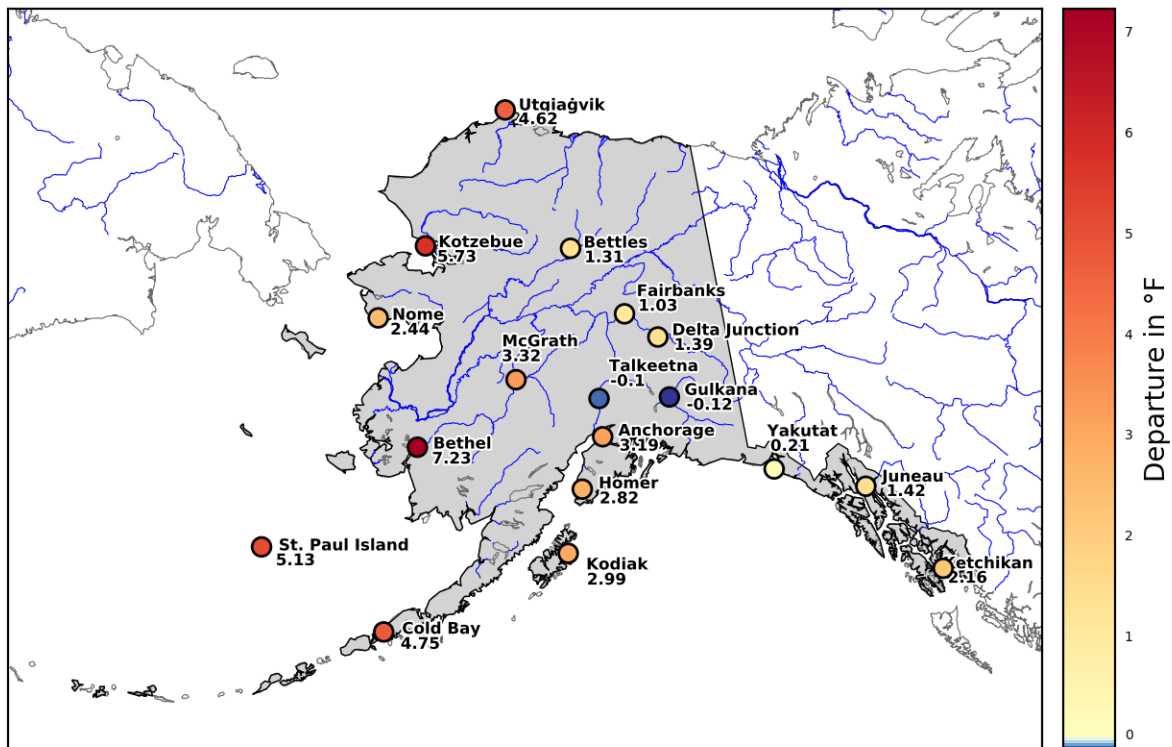 Utqiaġvik
4.62
Kotzebue
5.73
Bettles
1.31
Fairbanks
1.03
Nome
2.44
Delta Junction
1.39
McGrath
3.32
Talkeetna
-0.1
Gulkana
-0.12
Anchorage
3.19
Yakutat
0.21
Bethel
7.23
Homer
2.82
Juneau
1.42
St. Paul Island
5.13
Kodiak
2.99
Ketchikan
2.16
Cold Bay
4.75
7
6
5
4
3
2
1
0
Departure in °F